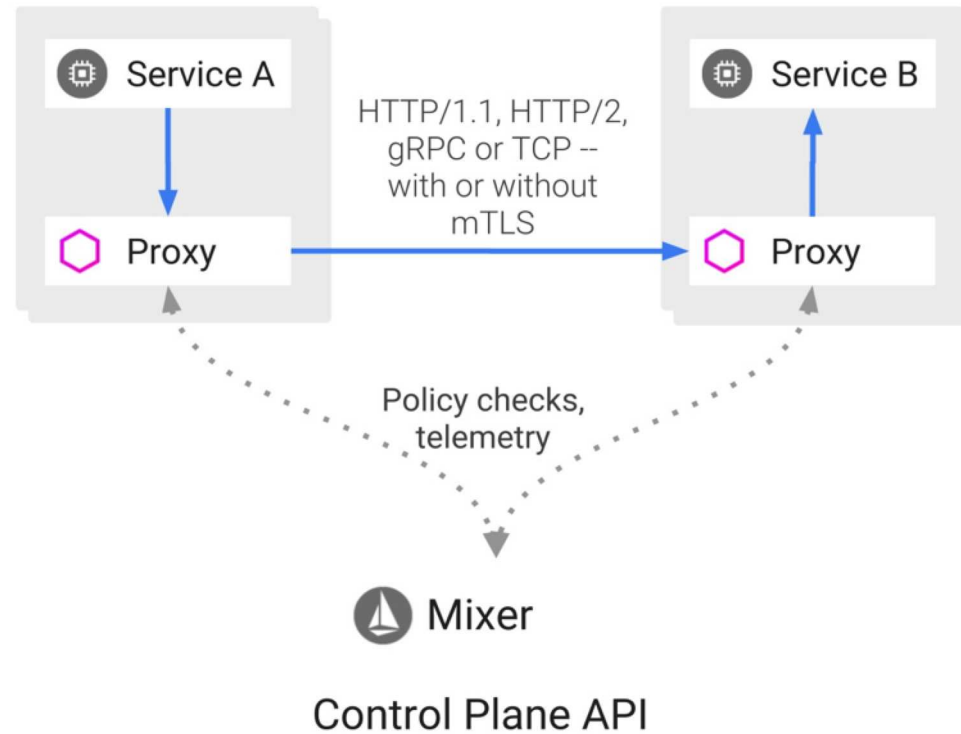 Service A
Service B
HTTP/1.1, HTTP/2,
gRPC or TCP --
with or without
mTLS
Proxy
Proxy
Policy checks,
telemetry
Mixer
Control Plane API